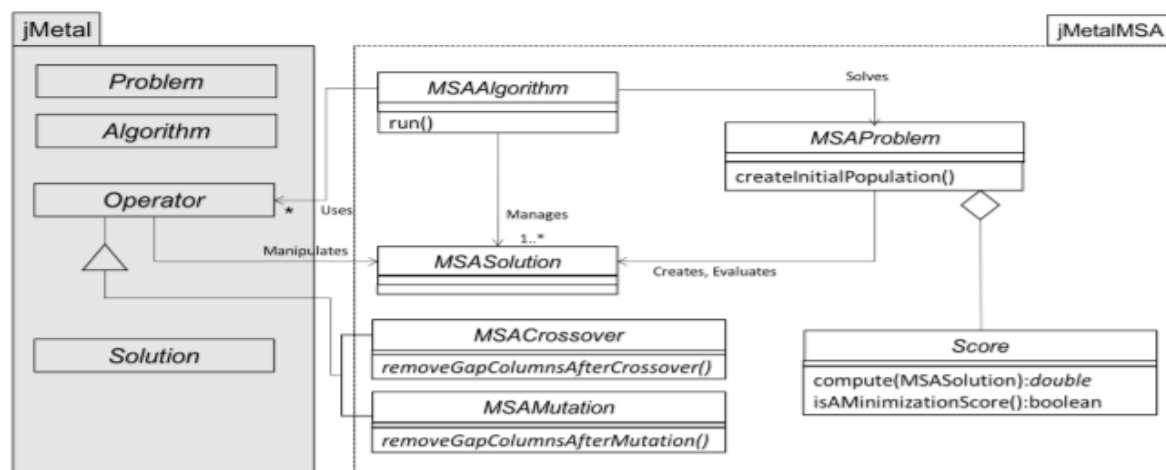 jMetal
jMetalMSA
Problem
Algorithm
Operator
*
Solution
MSAAlgorithm
run()
Solves
MSAProblem
createInitialPopulation()
Uses
Manages
1..*
Manipulates
MSASolution
Creates, Evaluates
MSACrossover
removeGapColumnsAfterCrossover()
MSAMutation
removeGapColumnsAfterMutation()
Score
compute(MSASolution):double
isAMinimizationScore():boolean